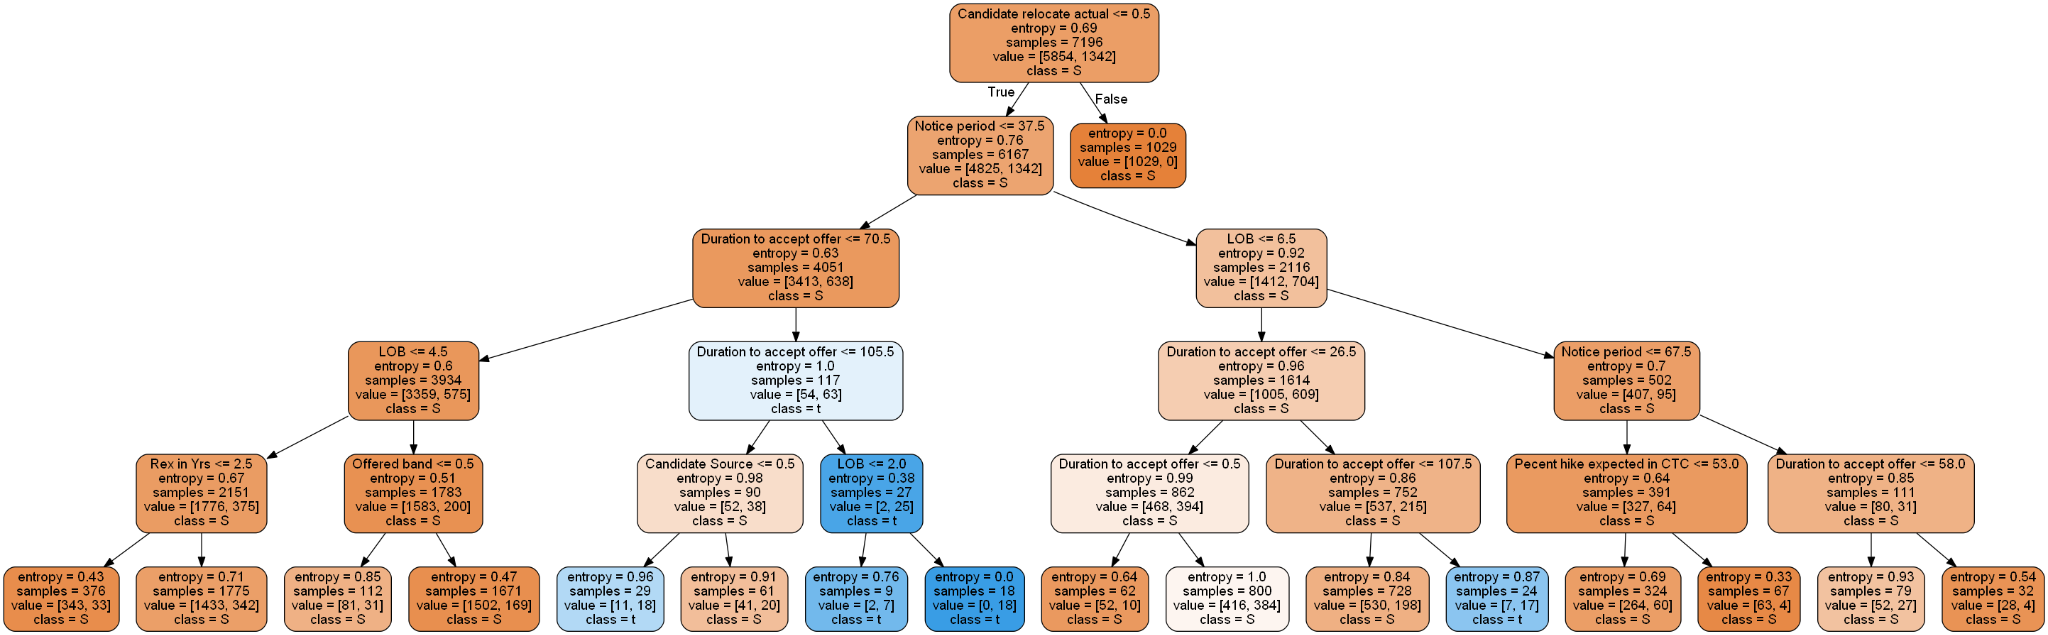 Candidate relocate actual <= 0.5
entropy = 0.69
samples = 7196
value = [5854, 1342]
class = S
True
False
Notice period <= 37.5
entropy = 0.76
samples = 6167
value = [4825, 1342]
class = S
entropy = 0.0
samples = 1029
value = [1029, 0]
class = S
Duration to accept offer <= 70.5
entropy = 0.63
samples = 4051
value = [3413, 638]
class = S
LOB <= 6.5
entropy = 0.92
samples = 2116
value = [1412, 704]
class = S
LOB <= 4.5
entropy = 0.6
samples = 3934
value = [3359, 575]
class = S
Duration to accept offer <= 105.5
entropy = 1.0
samples = 117
value = [54, 63]
class = t
Duration to accept offer <= 26.5
entropy = 0.96
samples = 1614
value = [1005, 609]
class = S
Notice period <= 67.5
entropy = 0.7
samples = 502
value = [407, 95]
class = S
Rex in Yrs <= 2.5
entropy = 0.67
samples = 2151
value = [1776, 375]
class = S
Offered band <= 0.5
entropy = 0.51
samples = 1783
value = [1583, 200]
class = S
Candidate Source <= 0.5
entropy = 0.98
samples = 90
value = [52, 38]
class = S
LOB <= 2.0
entropy = 0.38
samples = 27
value = [2, 25]
class = t
Duration to accept offer <= 0.5
entropy = 0.99
samples = 862
value = [468, 394]
class = S
Duration to accept offer <= 107.5
entropy = 0.86
samples = 752
value = [537, 215]
class = S
Pecent hike expected in CTC <= 53.0
entropy = 0.64
samples = 391
value = [327, 64]
class = S
Duration to accept offer <= 58.0
entropy = 0.85
samples = 111
value = [80, 31]
class = S
entropy = 0.43
samples = 376
value = [343, 33]
class = S
entropy = 0.71
samples = 1775
value = [1433, 342]
class = S
entropy = 0.85
samples = 112
value = [81, 31]
class = S
entropy = 0.47
samples = 1671
value = [1502, 169]
class = S
entropy = 0.96
samples = 29
value = [11, 18]
class = t
entropy = 0.91
samples = 61
value = [41, 20]
class = S
entropy = 0.76
samples = 9
value = [2, 7]
class = t
entropy = 0.0
samples = 18
value = [0, 18]
class = t
entropy = 0.64
samples = 62
value = [52, 10]
class = S
entropy = 1.0
samples = 800
value = [416, 384]
class = S
entropy = 0.84
samples = 728
value = [530, 198]
class = S
entropy = 0.87
samples = 24
value = [7, 17]
class = t
entropy = 0.69
samples = 324
value = [264, 60]
class = S
entropy = 0.33
samples = 67
value = [63, 4]
class = S
entropy = 0.93
samples = 79
value = [52, 27]
class = S
entropy = 0.54
samples = 32
value = [28, 4]
class = S